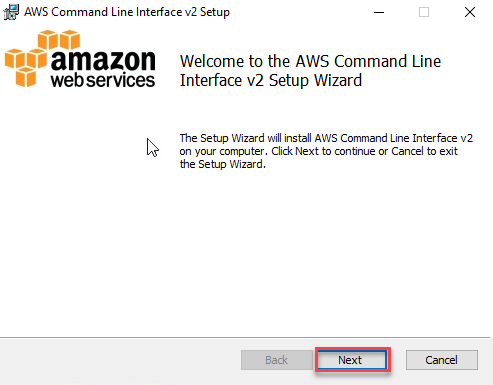 AWS Command Line Interface v2 Setup
amazon
webservices
Welcome to the AWS Command Line
Interface v2 Setup Wizard
The Setup Wizard will install AWS Command Line Interface v2
on your computer. Click Next to continue or Cancel to exit
the Setup Wizard.
Back
Next
Cancel